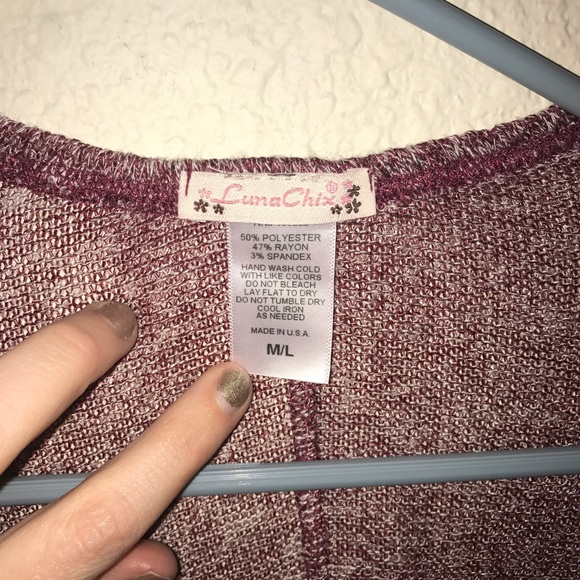 LunaChix
50% POLYESTER
47% RAYON
3% SPANDEX
HAND WASH COLD
WITH LIKE COLORS
DO NOT BLEACH
LAY FLAT TO DRY
DO NOT TUMBLE DRY
COOL IRON
AS NEEDED
MADE IN U.S.A.
M/L